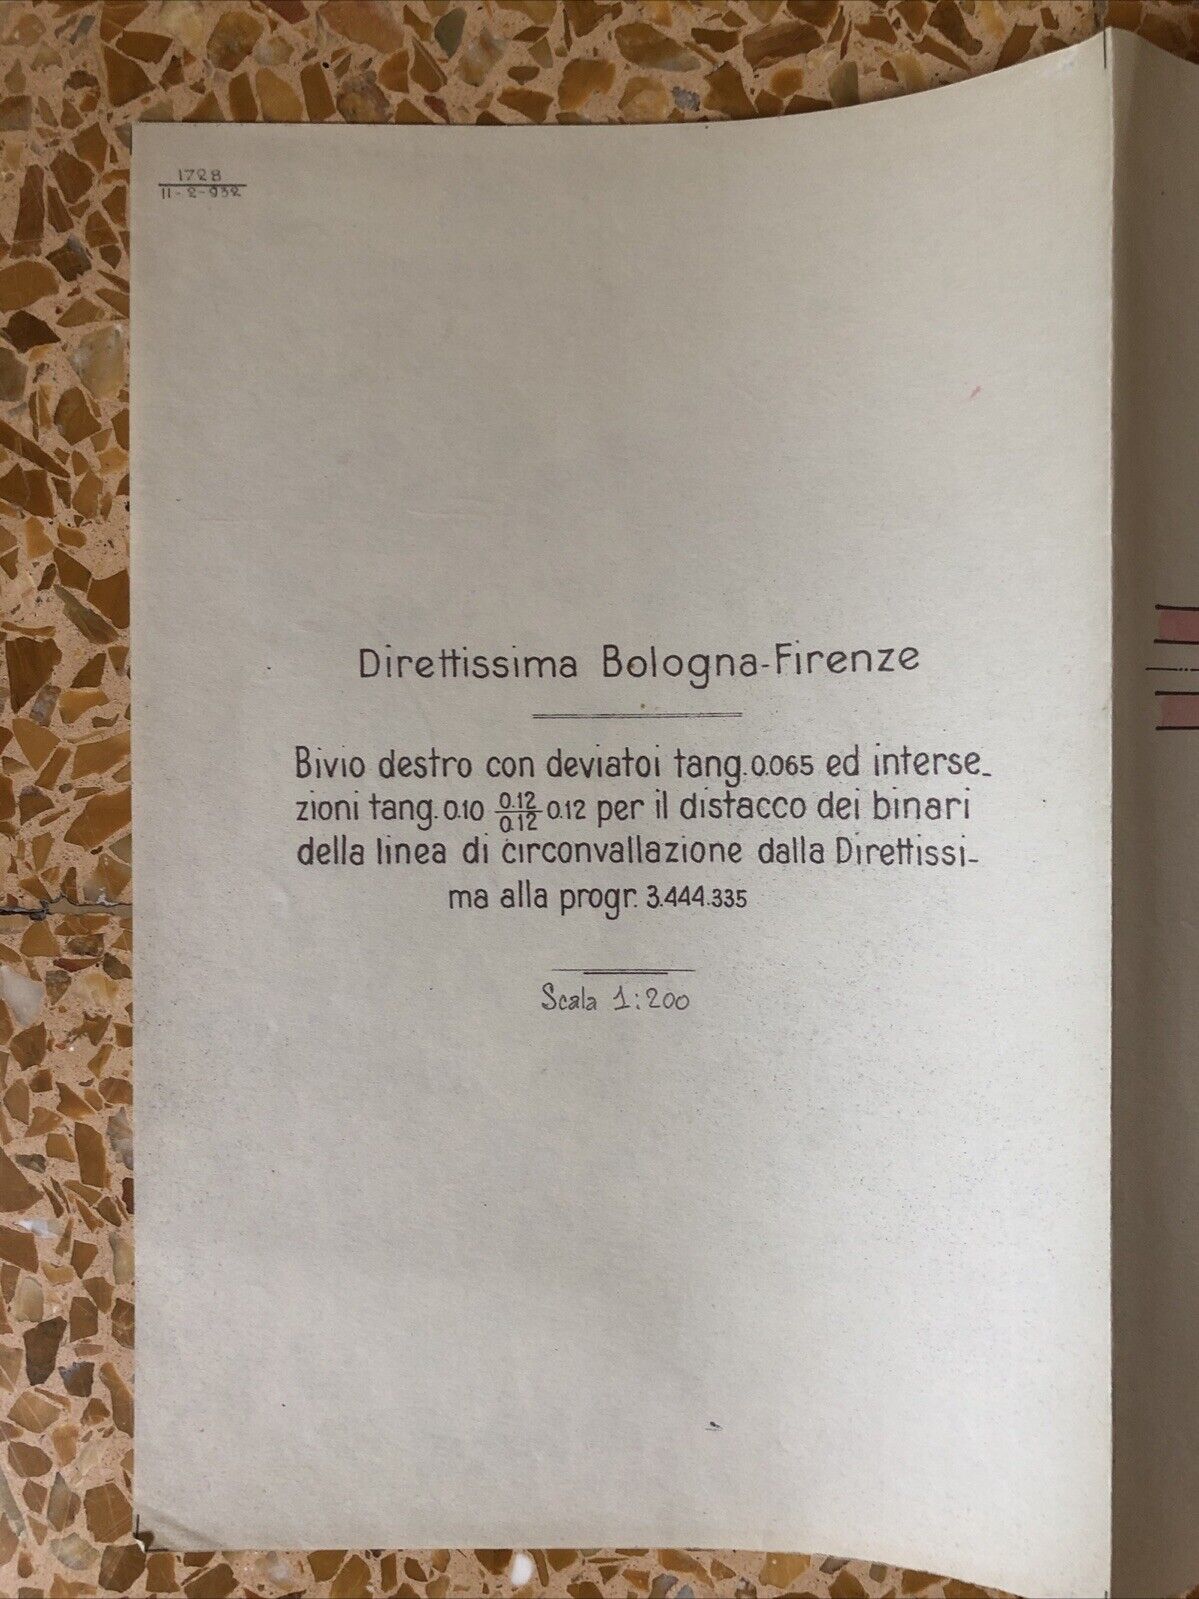 1728
11-2-932
Direttissima Bologna-Firenze
Bivio destro con deviatoi tang. 0.065 ed interse-
zioni tang. 0.10 0.12/0.12 0.12 per il distacco dei binari
della linea di circonvallazione dalla Direttissi-
ma alla progr. 3.444.335
Scala 1:200